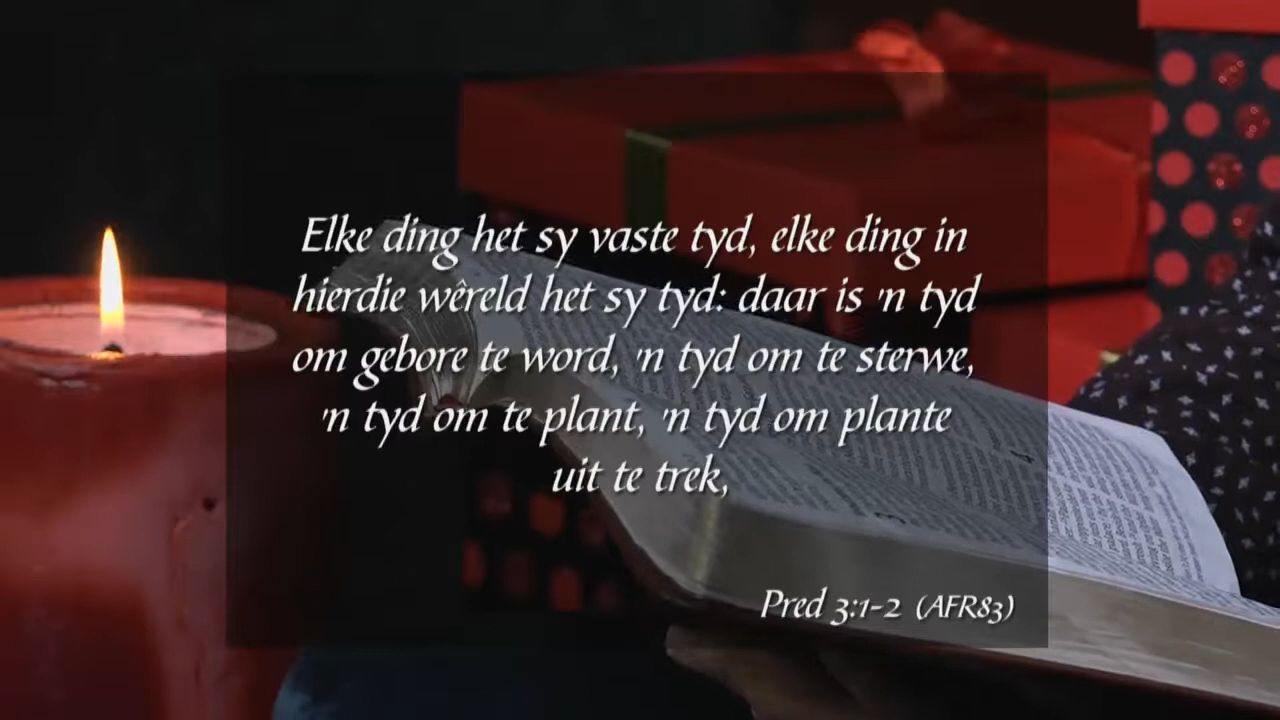 Elke ding het sy vaste tyd, elke ding in
hierdie wêreld het sy tyd: daar is 'n tyd
om gebore te word, 'n tyd om te sterwe,
'n tyd om te plant, 'n tyd om plante
uit te trek,
Pred 3:1-2 (AFR83)